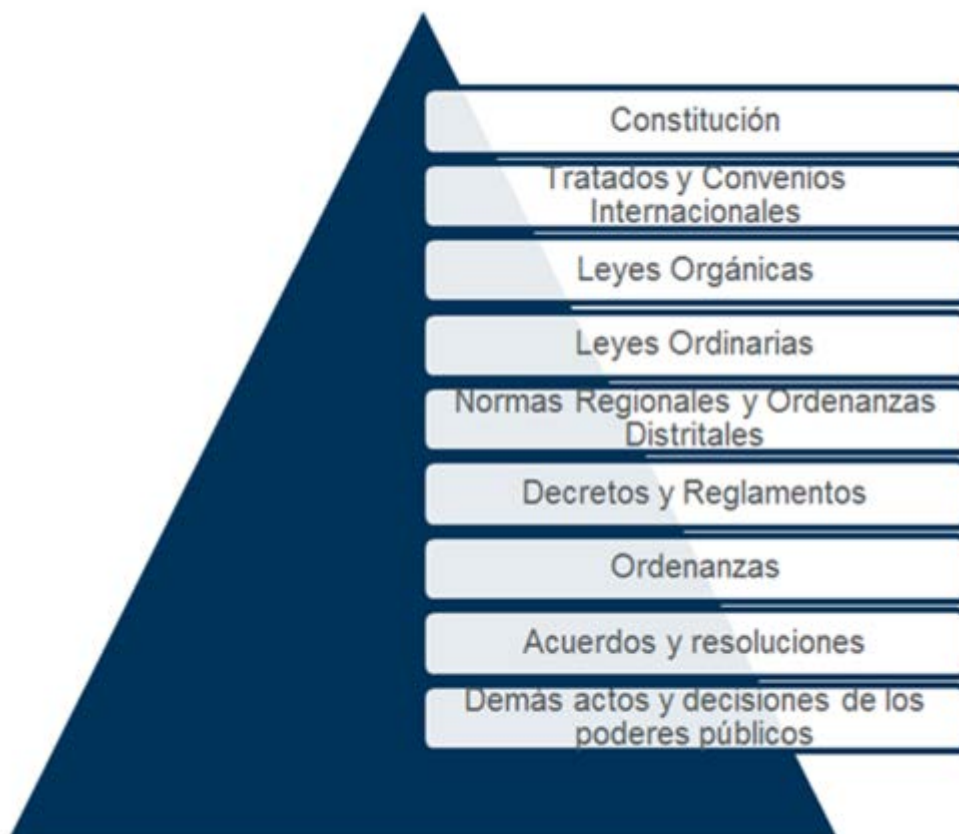 Constitución
Tratados y Convenios
Internacionales
Leyes Orgánicas
Leyes Ordinarias
Normas Regionales y Ordenanzas
Distritales
Decretos y Reglamentos
Ordenanzas
Acuerdos y resoluciones
Demás actos y decisiones de los
poderes públicos